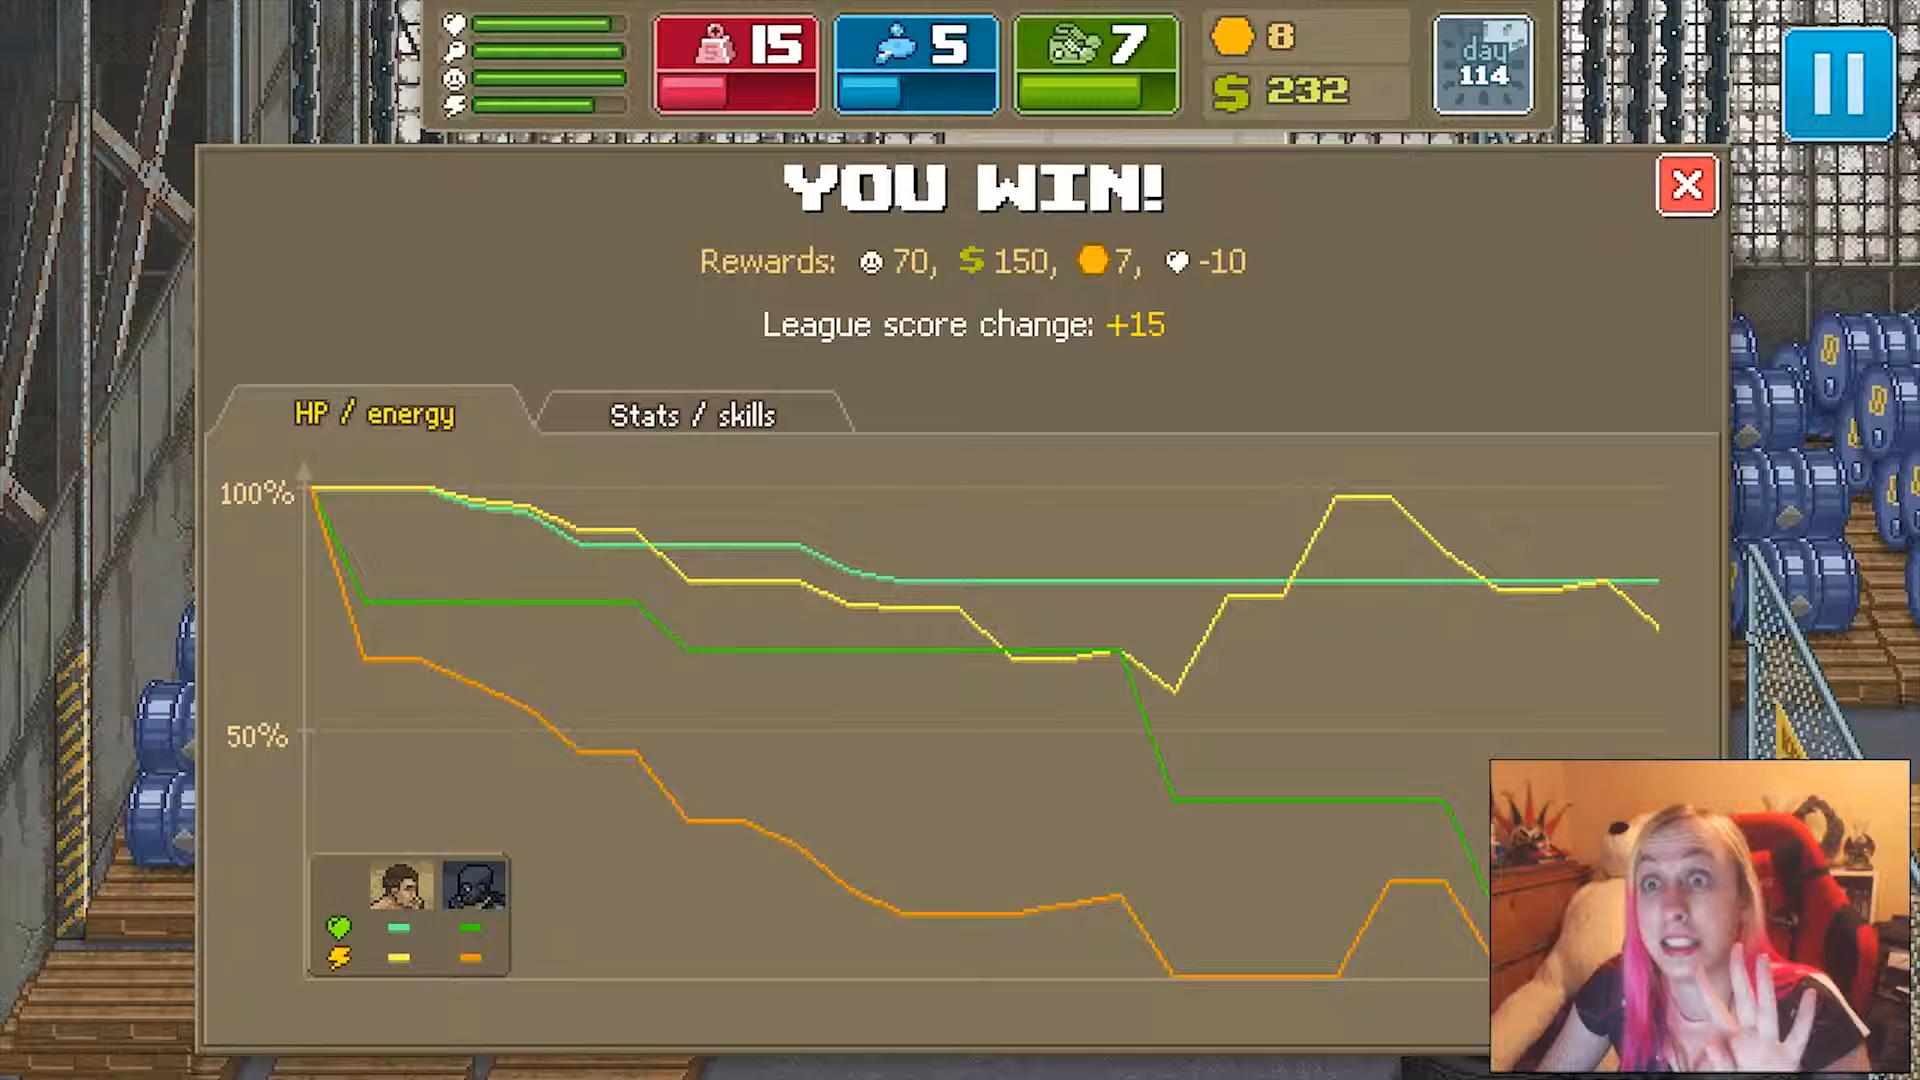 15
5
7
8
$ 232
day
114
YOU WIN!
Rewards: 70, $ 150, 7, -10
League score change: +15
HP / energy
Stats / skills
100%
50%